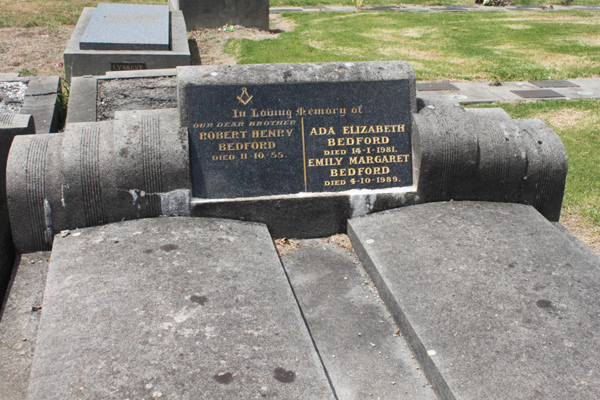 LYSAGHT
In Loving Memory of
OUR DEAR BROTHER
ROBERT HENRY
BEDFORD
DIED 11·10·55.
ADA ELIZABETH
BEDFORD
DIED 14·1·1981.
EMILY MARGARET
BEDFORD
DIED 4·10·1989.